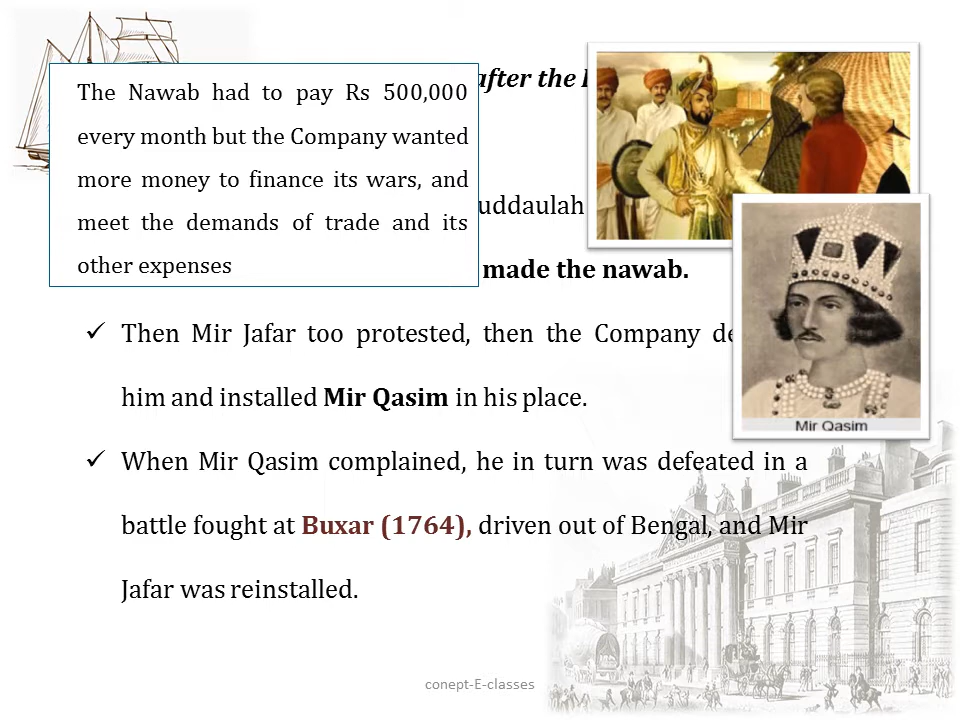 after the
The Nawab had to pay Rs 500,000
every month but the Company wanted
more money to finance its wars, and
meet the demands of trade and its
other expenses
uddaulah
made the nawab.
✓ Then Mir Jafar too protested, then the Company de
him and installed Mir Qasim in his place.
Mir Qasim
✓ When Mir Qasim complained, he in turn was defeated in a
battle fought at Buxar (1764), driven out of Bengal, and Mir
Jafar was reinstalled.
conept-E-classes